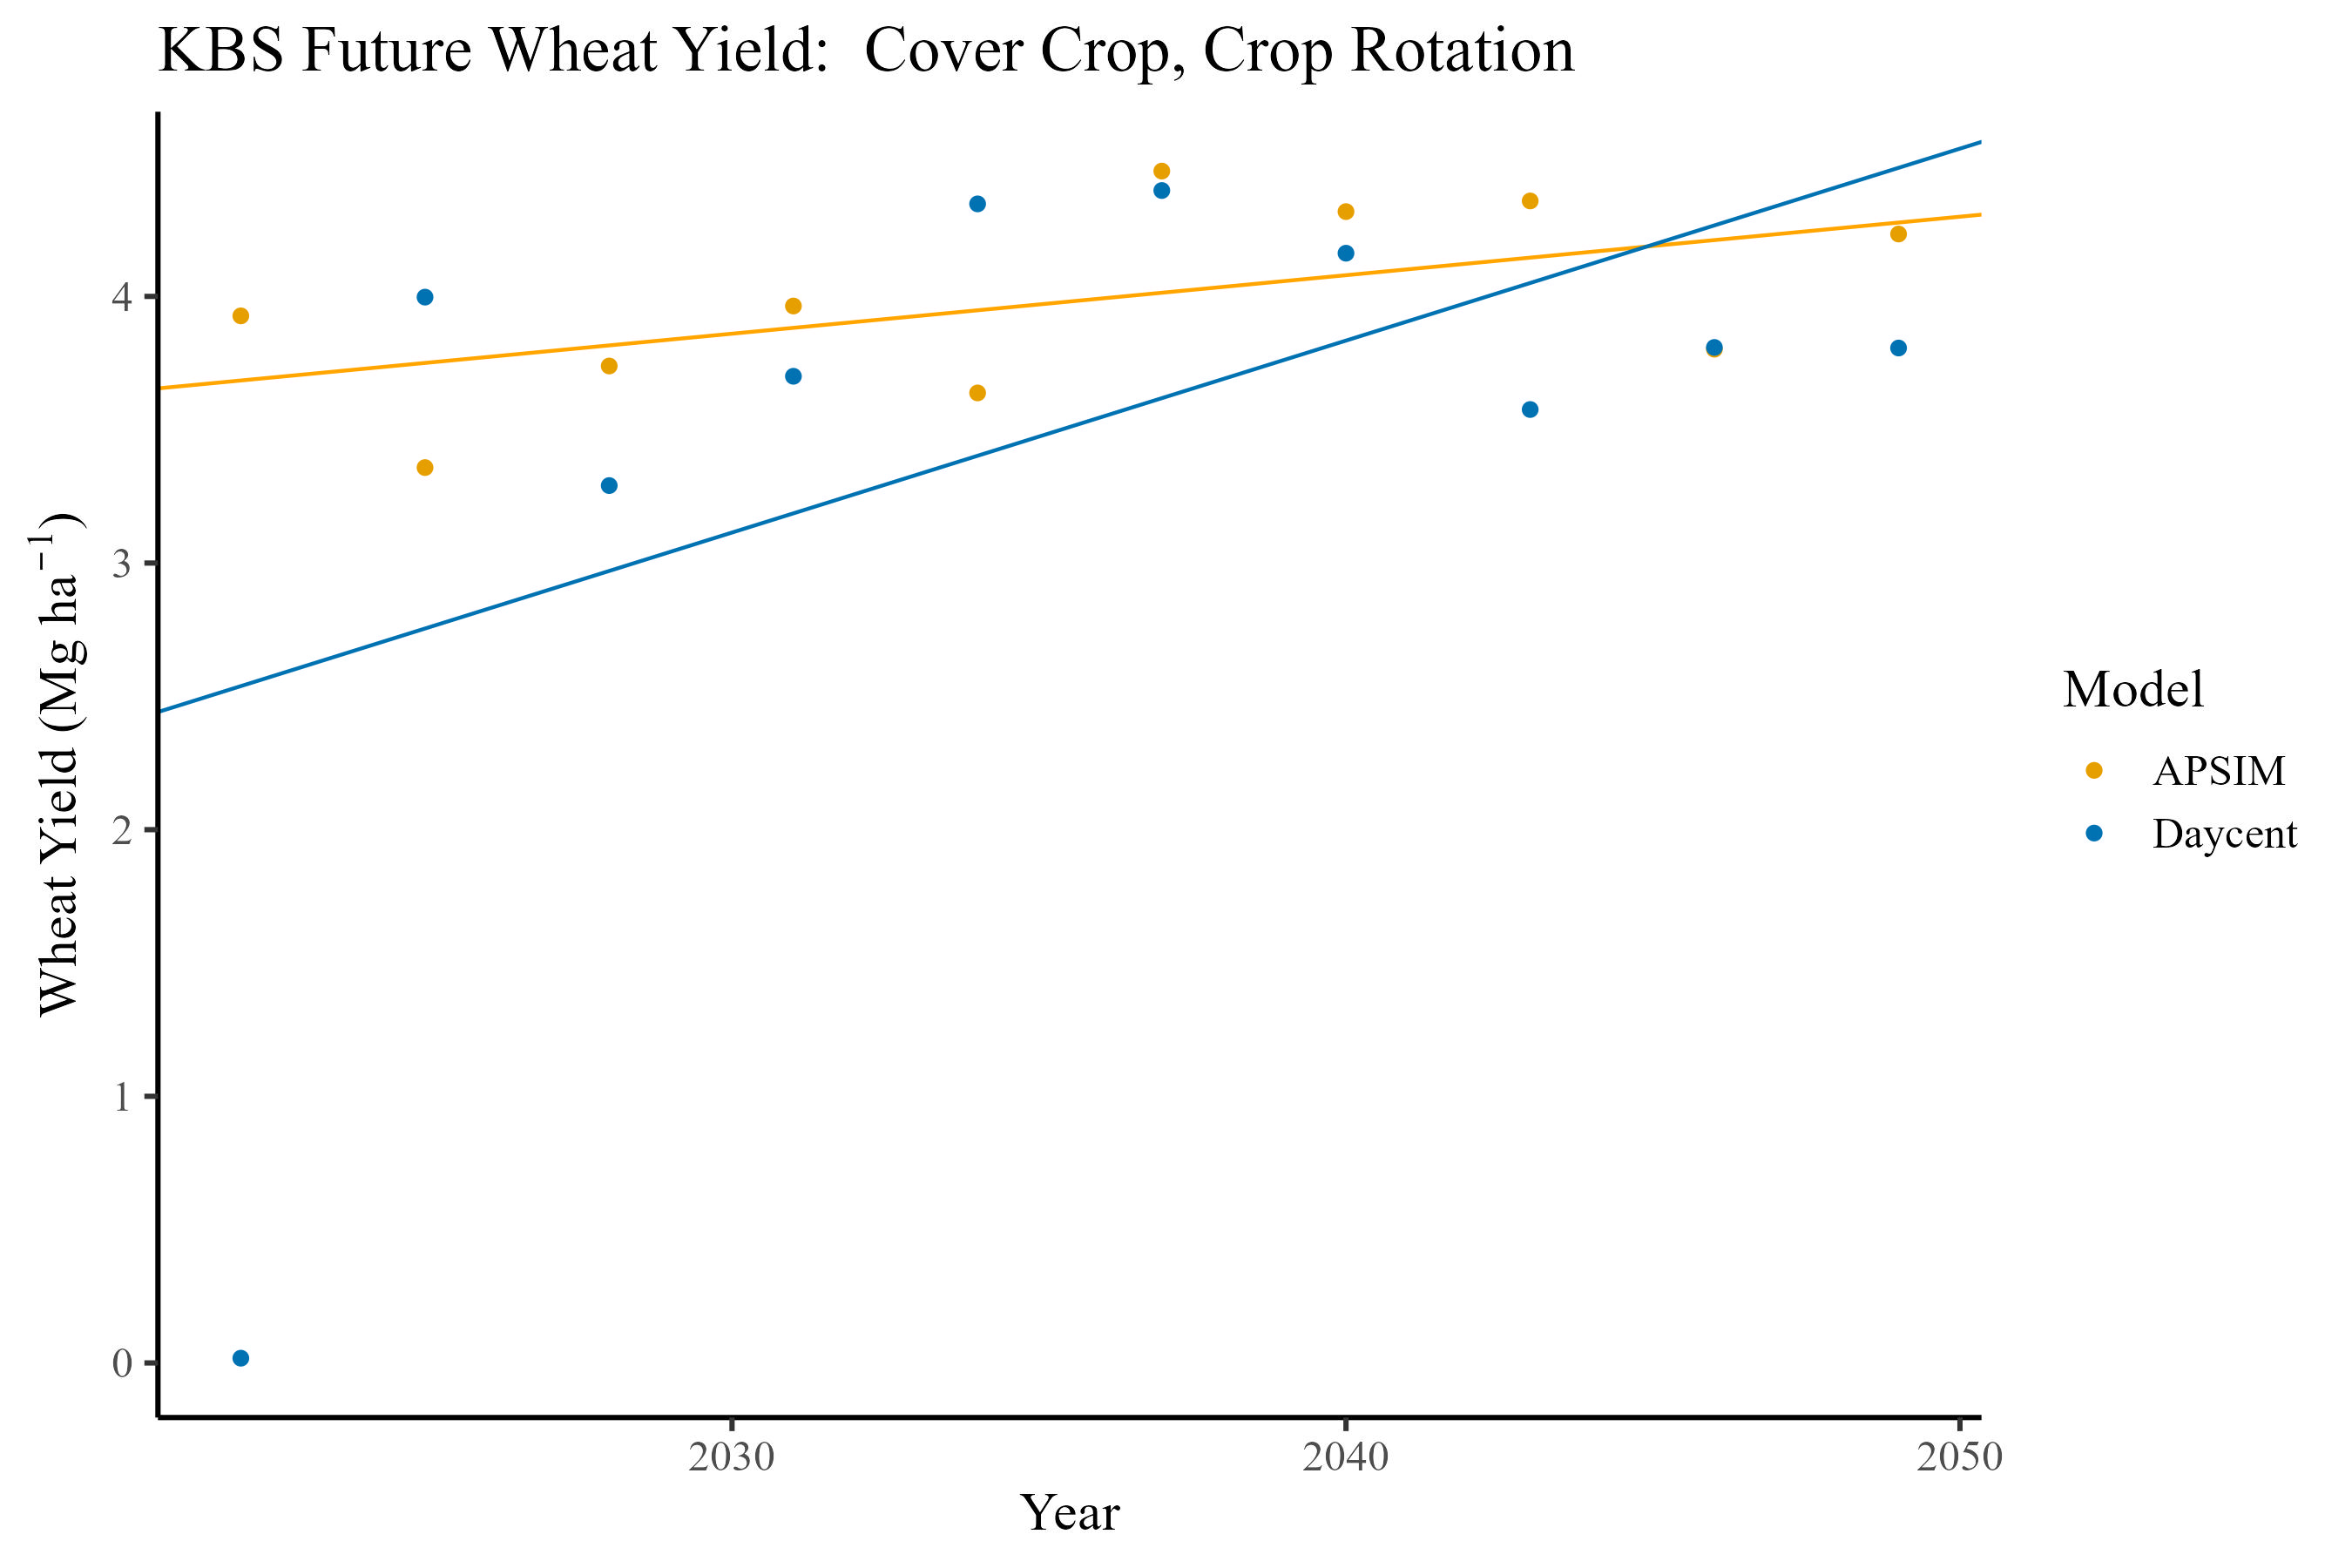 KBS Future Wheat Yield:  Cover Crop, Crop Rotation
Wheat Yield (Mg ha⁻¹)
4
3
2
1
0
2030
2040
2050
Year
Model
APSIM
Daycent